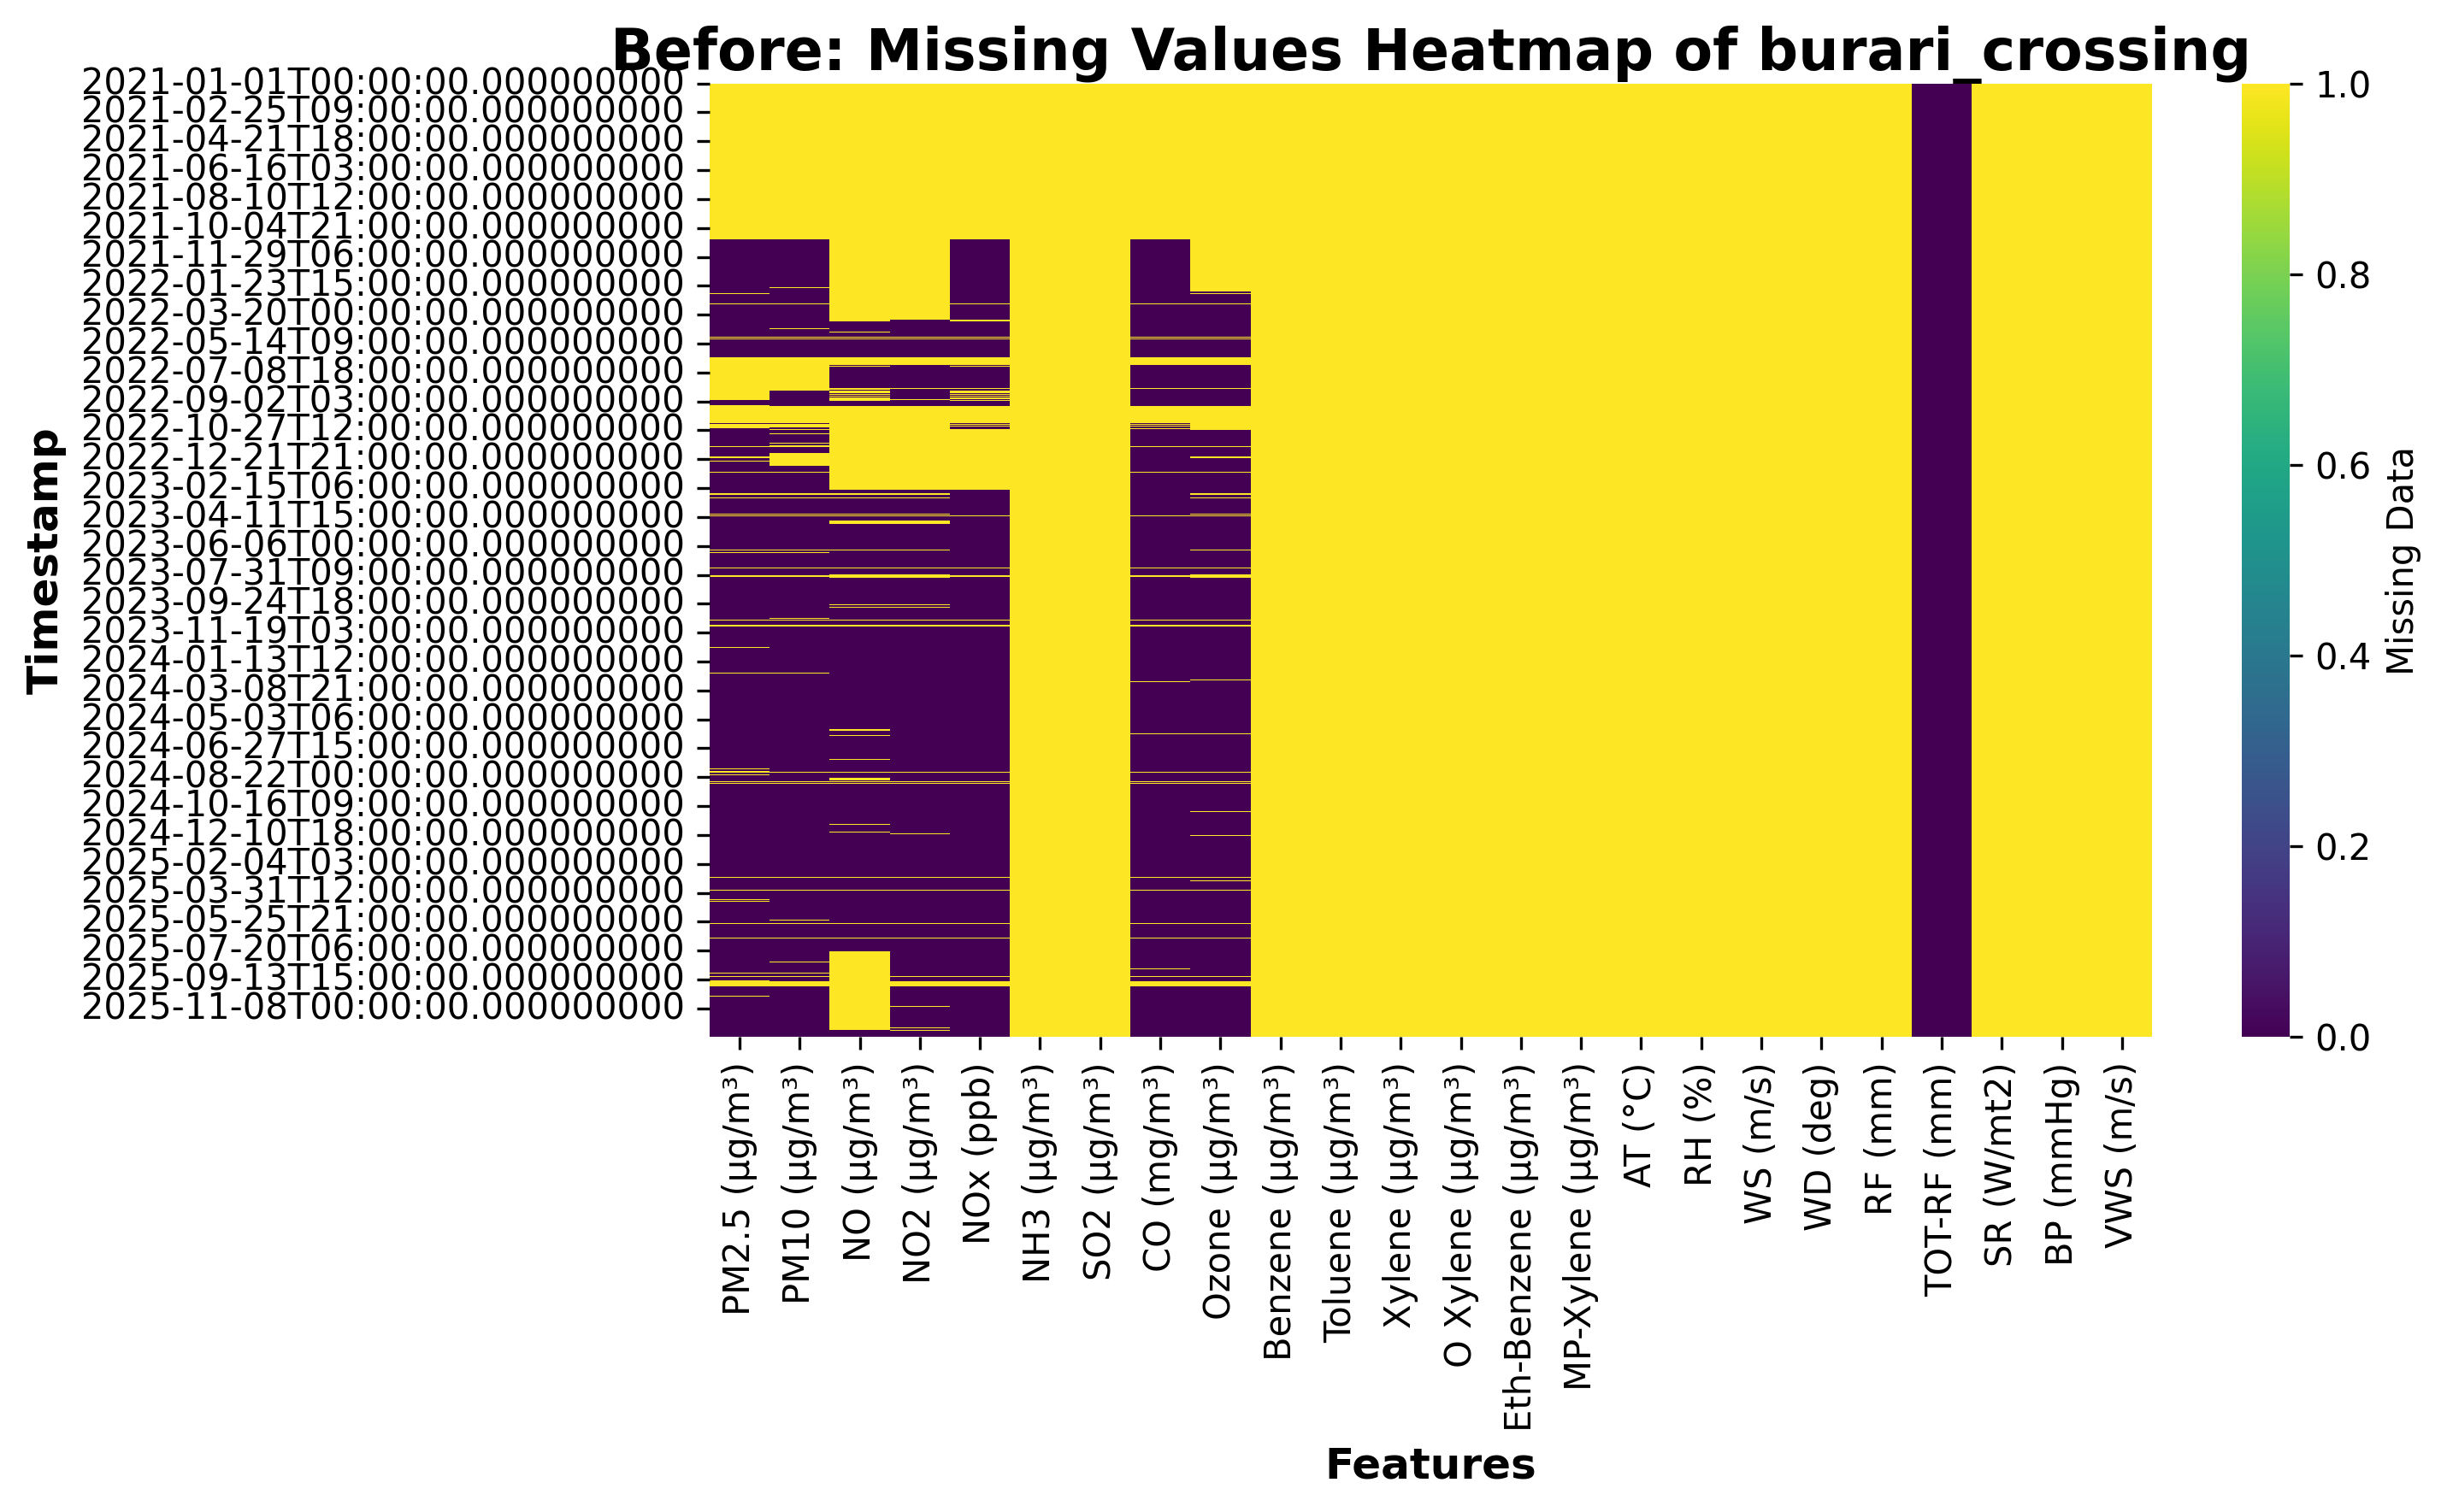 Before: Missing Values Heatmap of burari_crossing
Timestamp
2021-01-01T00:00:00.000000000
2021-02-25T09:00:00.000000000
2021-04-21T18:00:00.000000000
2021-06-16T03:00:00.000000000
2021-08-10T12:00:00.000000000
2021-10-04T21:00:00.000000000
2021-11-29T06:00:00.000000000
2022-01-23T15:00:00.000000000
2022-03-20T00:00:00.000000000
2022-05-14T09:00:00.000000000
2022-07-08T18:00:00.000000000
2022-09-02T03:00:00.000000000
2022-10-27T12:00:00.000000000
2022-12-21T21:00:00.000000000
2023-02-15T06:00:00.000000000
2023-04-11T15:00:00.000000000
2023-06-06T00:00:00.000000000
2023-07-31T09:00:00.000000000
2023-09-24T18:00:00.000000000
2023-11-19T03:00:00.000000000
2024-01-13T12:00:00.000000000
2024-03-08T21:00:00.000000000
2024-05-03T06:00:00.000000000
2024-06-27T15:00:00.000000000
2024-08-22T00:00:00.000000000
2024-10-16T09:00:00.000000000
2024-12-10T18:00:00.000000000
2025-02-04T03:00:00.000000000
2025-03-31T12:00:00.000000000
2025-05-25T21:00:00.000000000
2025-07-20T06:00:00.000000000
2025-09-13T15:00:00.000000000
2025-11-08T00:00:00.000000000
PM2.5 (µg/m³)
PM10 (µg/m³)
NO (µg/m³)
NO2 (µg/m³)
NOx (ppb)
NH3 (µg/m³)
SO2 (µg/m³)
CO (mg/m³)
Ozone (µg/m³)
Benzene (µg/m³)
Toluene (µg/m³)
Xylene (µg/m³)
O Xylene (µg/m³)
Eth-Benzene (µg/m³)
MP-Xylene (µg/m³)
AT (°C)
RH (%)
WS (m/s)
WD (deg)
RF (mm)
TOT-RF (mm)
SR (W/mt2)
BP (mmHg)
VWS (m/s)
Features
1.0
0.8
0.6
0.4
0.2
0.0
Missing Data